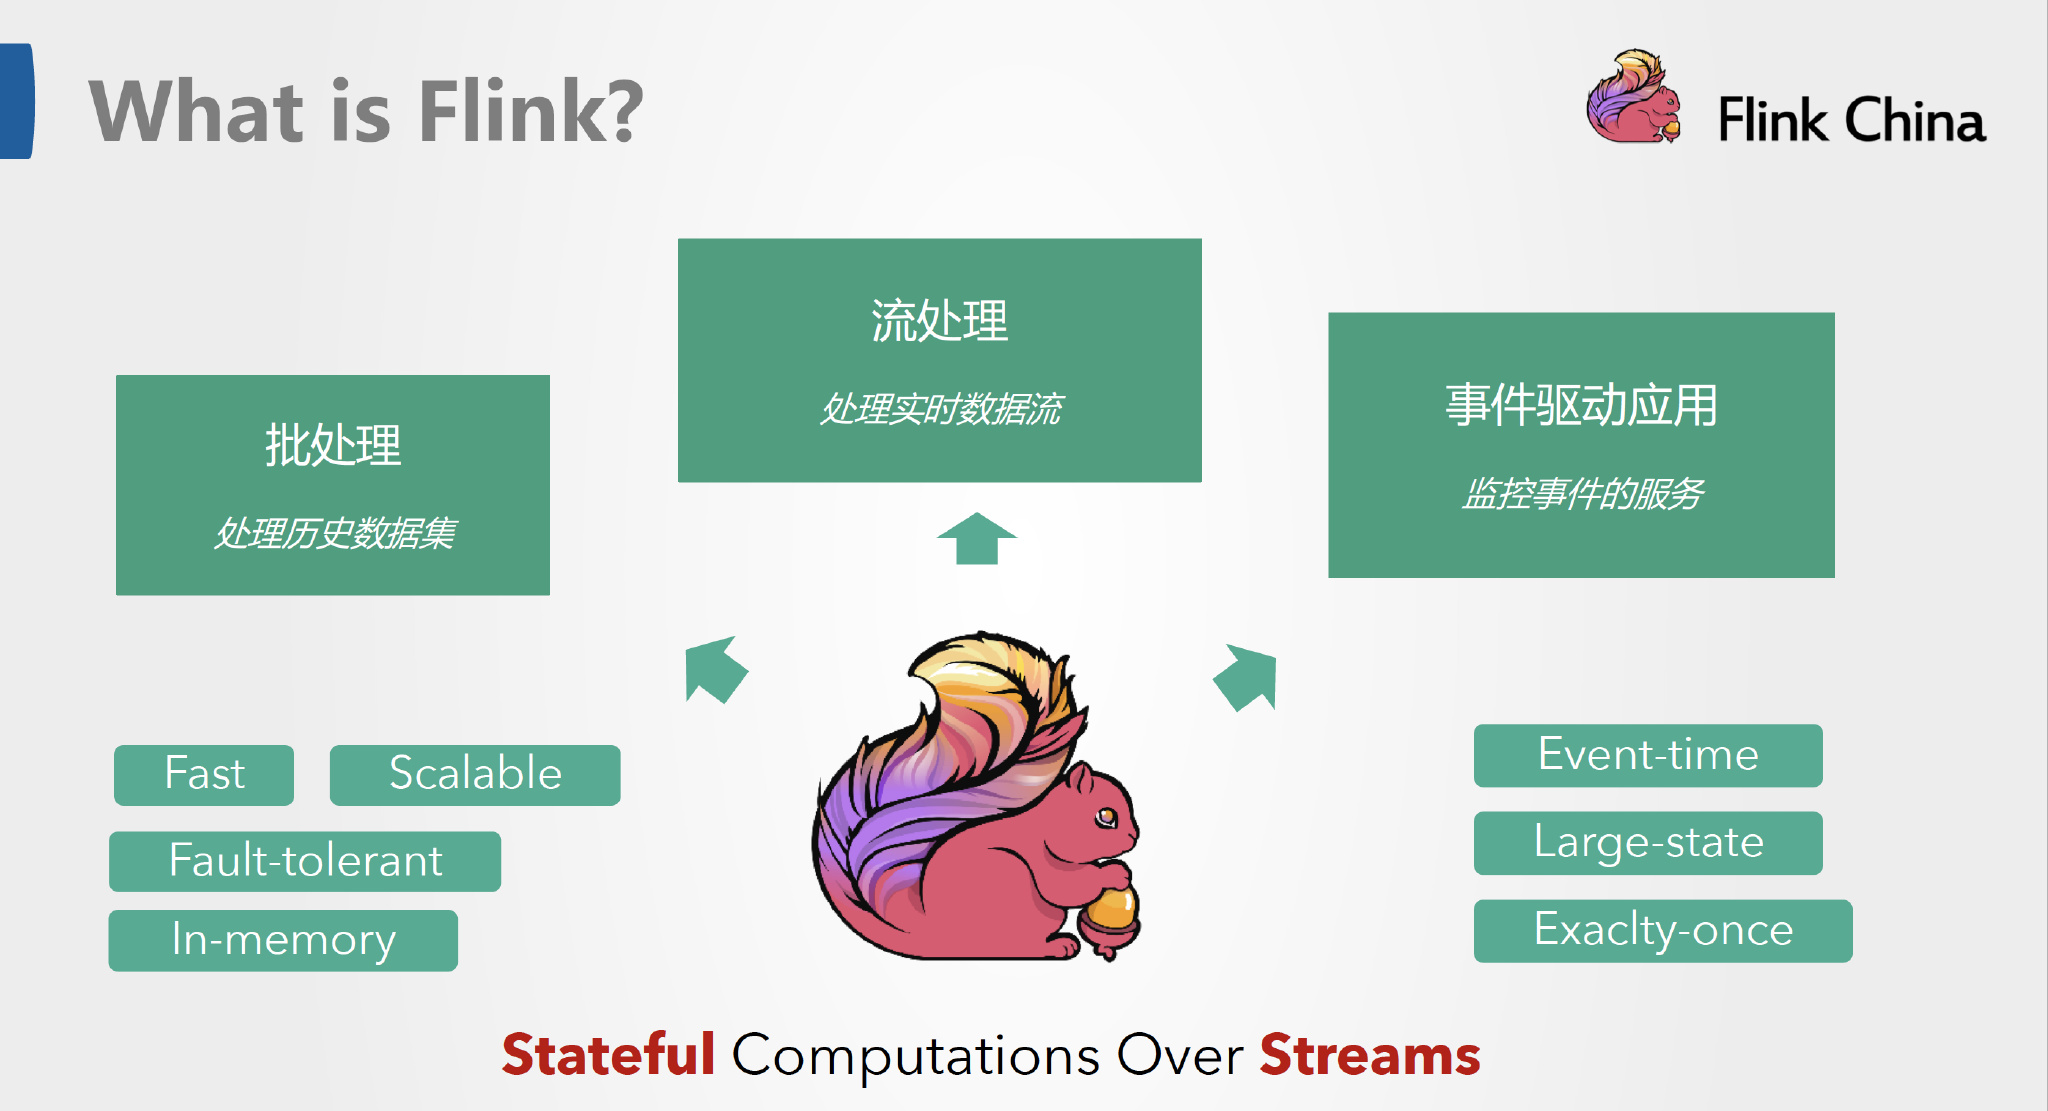 What is Flink?
Flink China
流处理
处理实时数据流
事件驱动应用
监控事件的服务
批处理
处理历史数据集
Fast
Scalable
Fault-tolerant
In-memory
Event-time
Large-state
Exaclty-once
Stateful Computations Over Streams